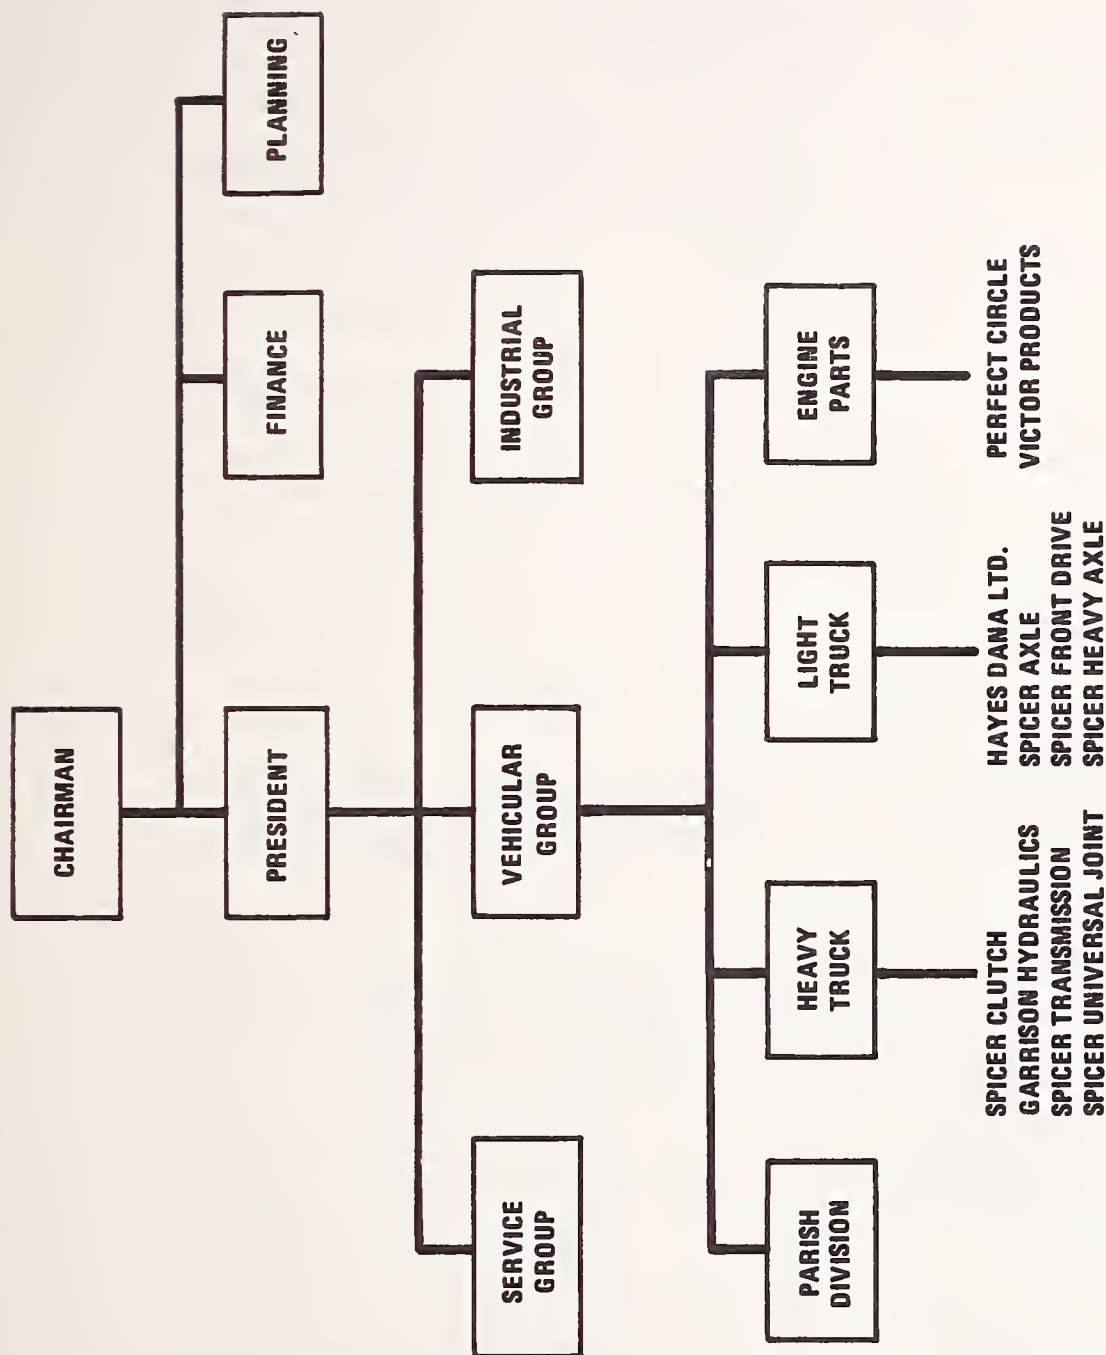 CHAIRMAN
PRESIDENT
FINANCE
PLANNING
SERVICE
GROUP
VEHICULAR
GROUP
INDUSTRIAL
GROUP
PARISH
DIVISION
HEAVY
TRUCK
LIGHT
TRUCK
ENGINE
PARTS
SPICER CLUTCH
GARRISON HYDRAULICS
SPICER TRANSMISSION
SPICER UNIVERSAL JOINT
HAYES DANA LTD.
SPICER AXLE
SPICER FRONT DRIVE
SPICER HEAVY AXLE
PERFECT CIRCLE
VICTOR PRODUCTS